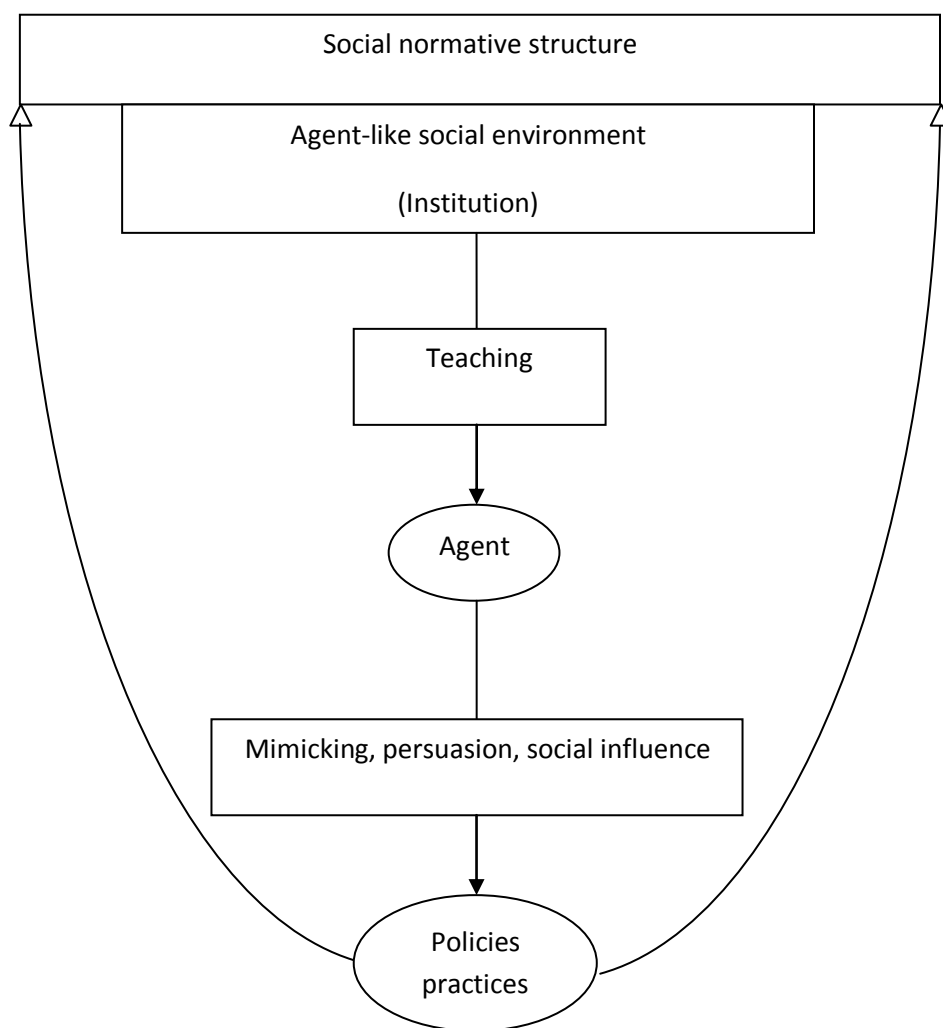 Social normative structure
Agent-like social environment
(Institution)
Teaching
Agent
Mimicking, persuasion, social influence
Policies
practices